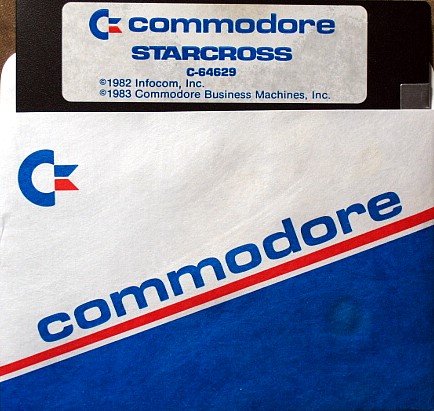 commodore
STARCROSS
C-64629
©1982 Infocom, Inc.
©1983 Commodore Business Machines, Inc.
commodore